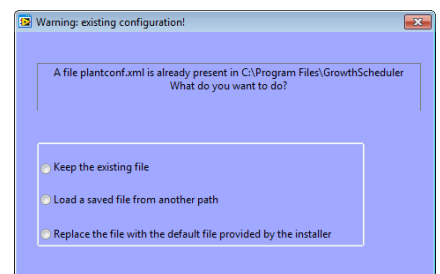 Warning: existing configuration!
A file plantconf.xml is already present in C:\Program Files\GrowthScheduler
What do you want to do?
Keep the existing file
Load a saved file from another path
Replace the file with the default file provided by the installer